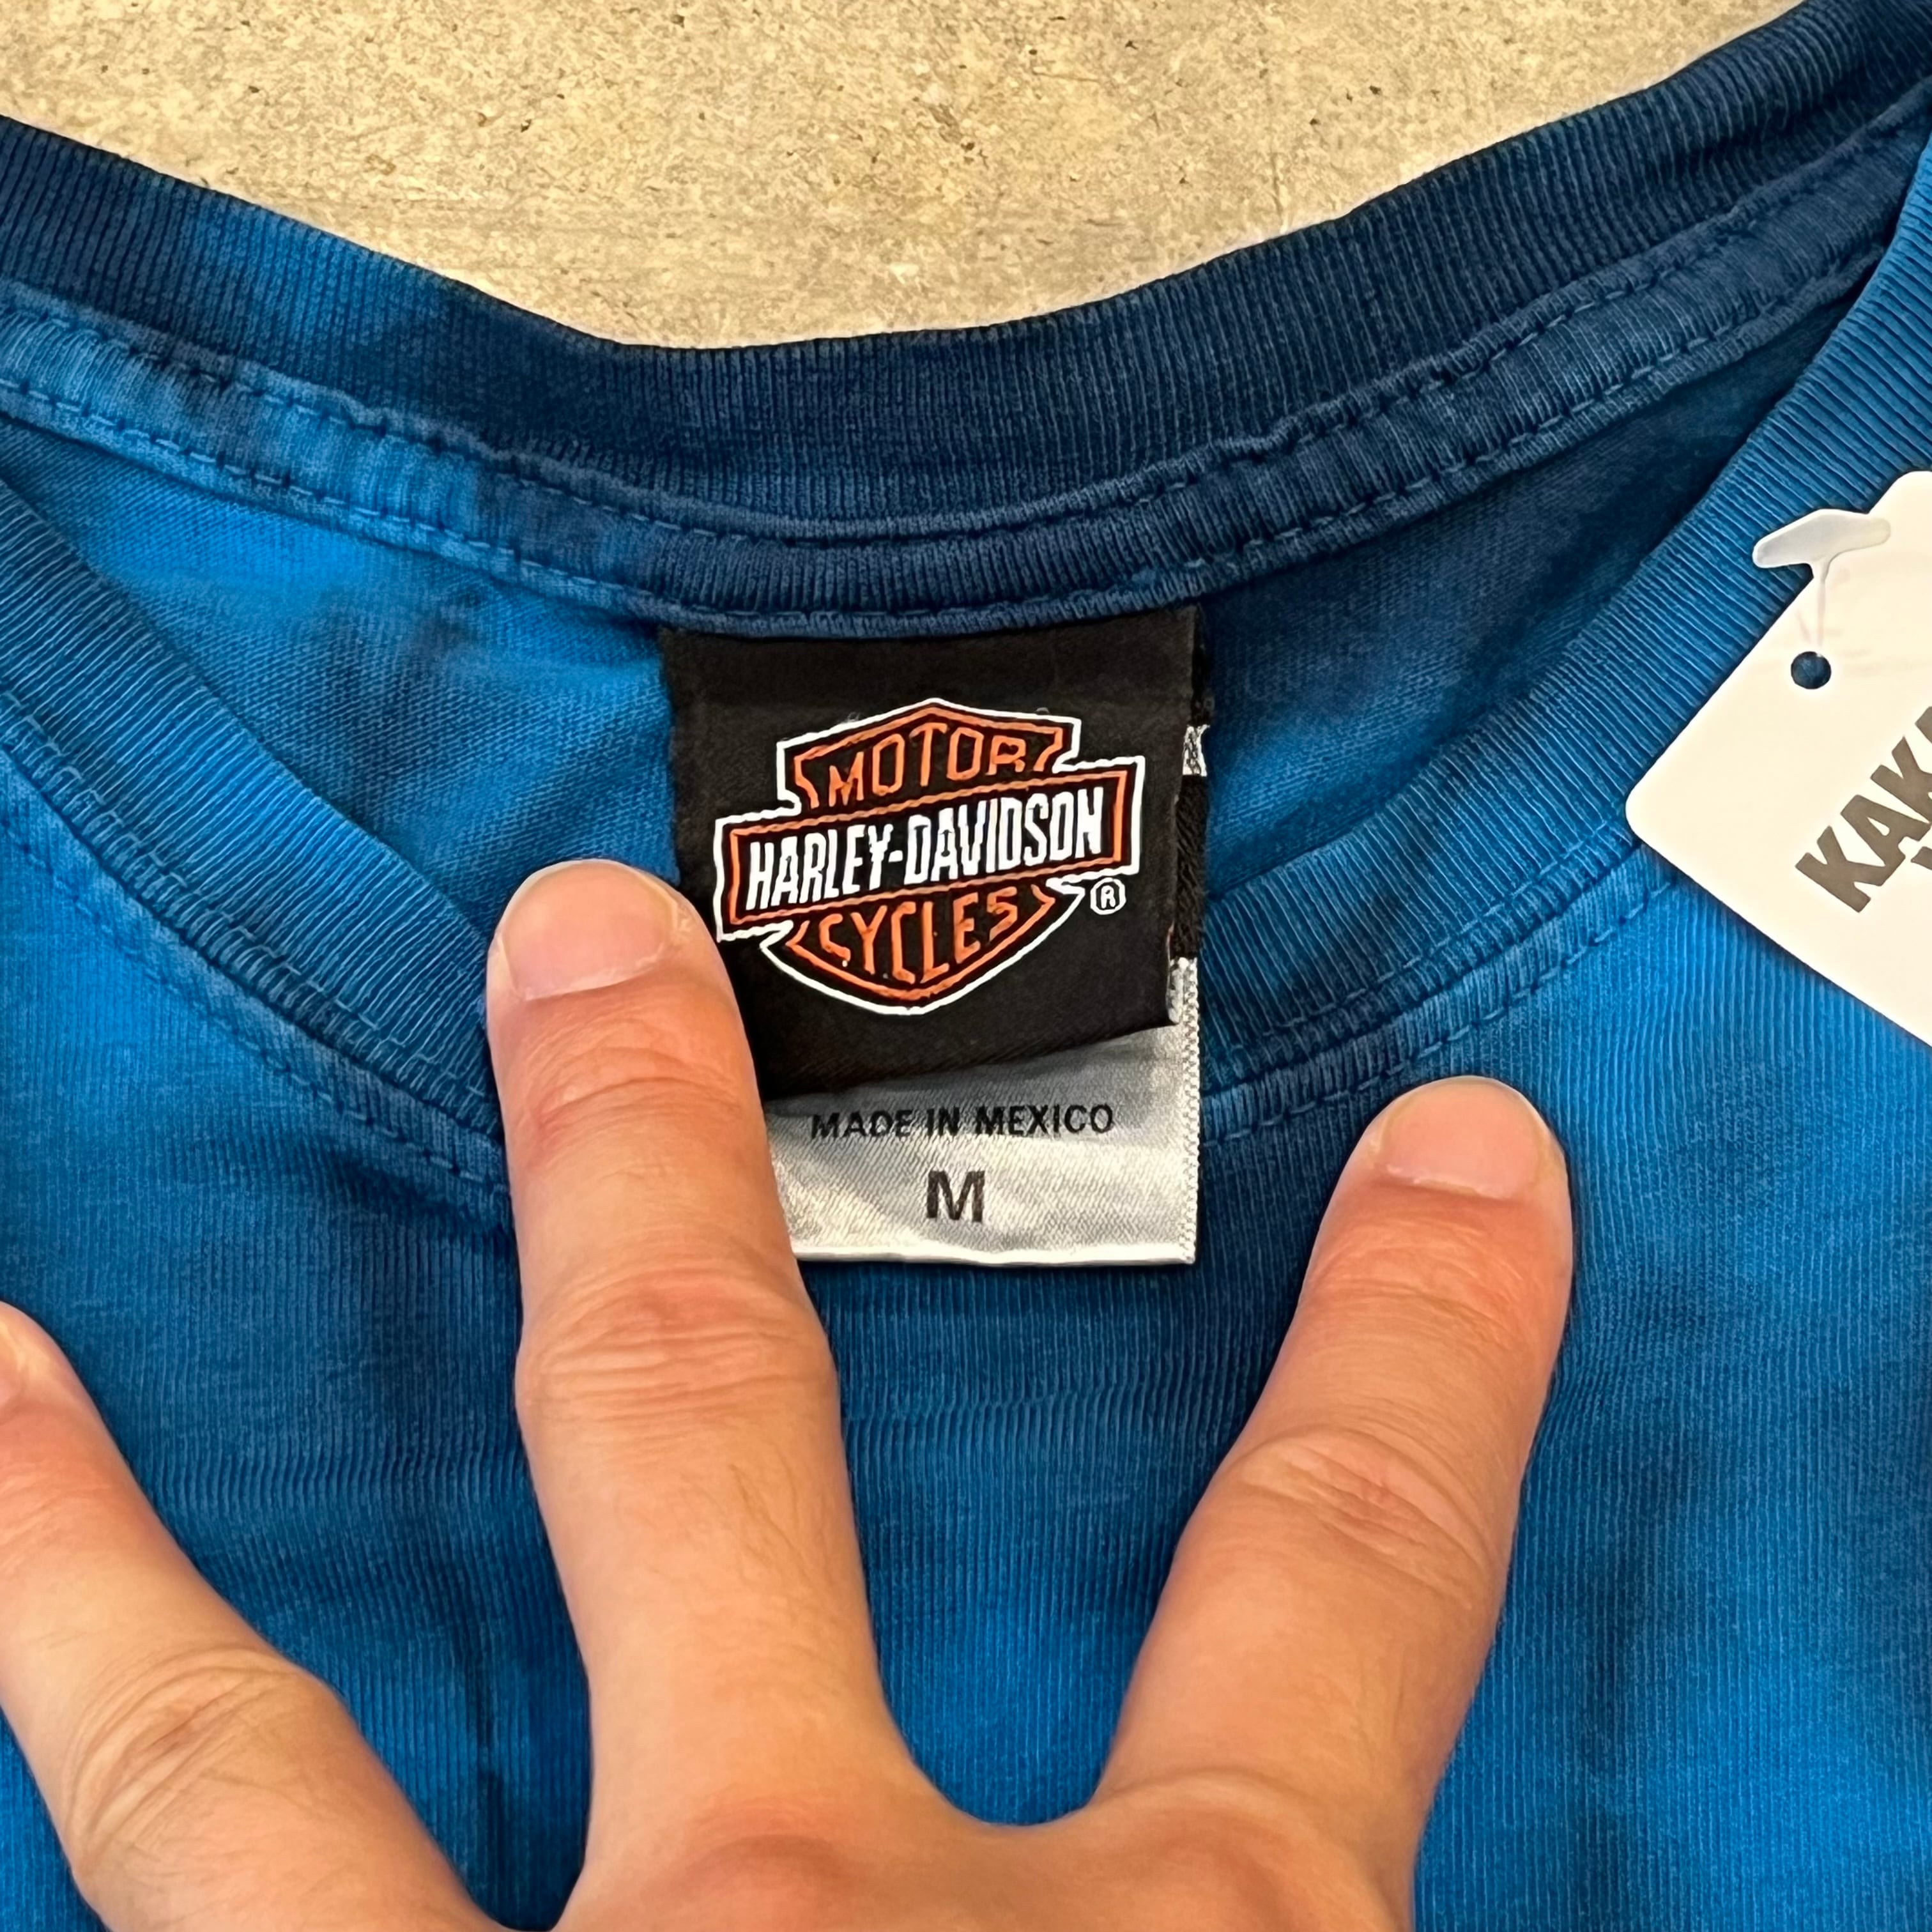 MOTOR
HARLEY-DAVIDSON
®
CYCLES
MADE IN MEXICO
M